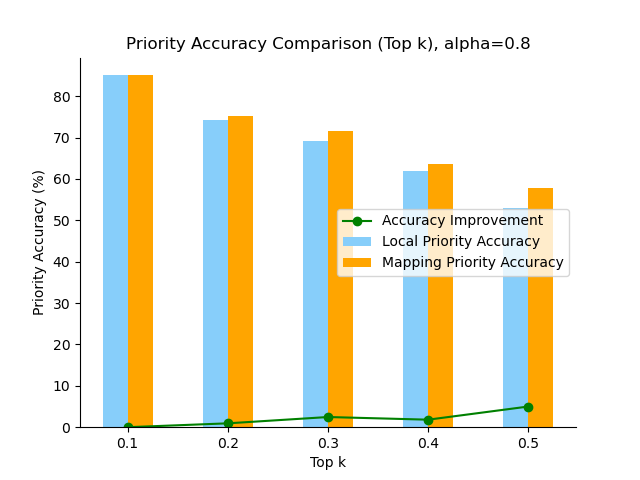 Priority Accuracy Comparison (Top k), alpha=0.8
Priority Accuracy (%)
80
70
60
50
40
30
20
10
0
Accuracy Improvement
Local Priority Accuracy
Mapping Priority Accuracy
0.1 0.2 0.3 0.4 0.5
Top k